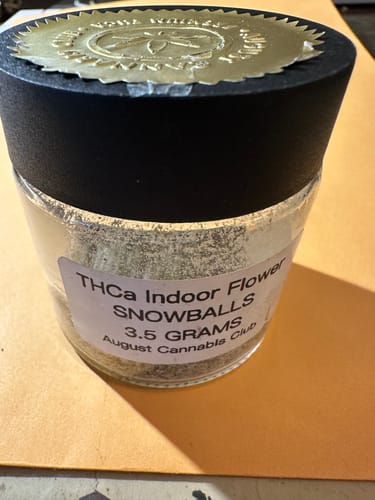 THCa Indoor Flower
SNOWBALLS
3.5 GRAMS
August Cannabis Club